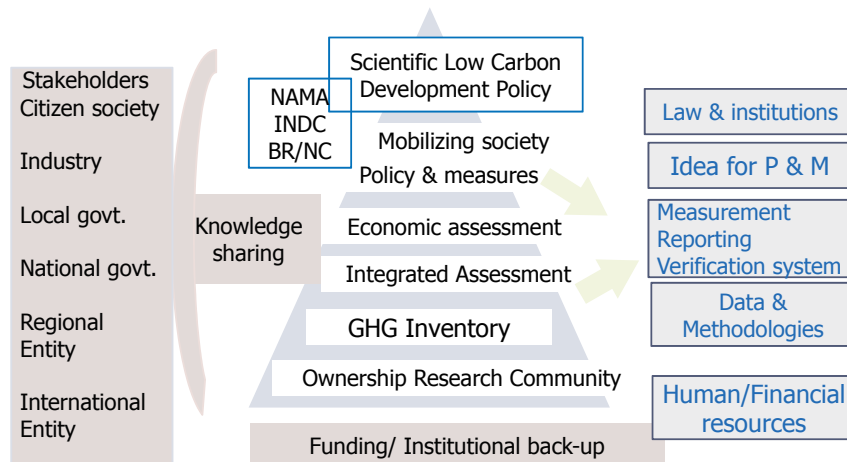 Stakeholders
Citizen society
Industry
Local govt.
National govt.
Regional
Entity
International
Entity
Knowledge
sharing
NAMA
INDC
BR/NC
Scientific Low Carbon
Development Policy
Mobilizing society
Policy & measures
Economic assessment
Integrated Assessment
GHG Inventory
Ownership Research Community
Funding/ Institutional back-up
Law & institutions
Idea for P & M
Measurement
Reporting
Verification system
Data &
Methodologies
Human/Financial
resources